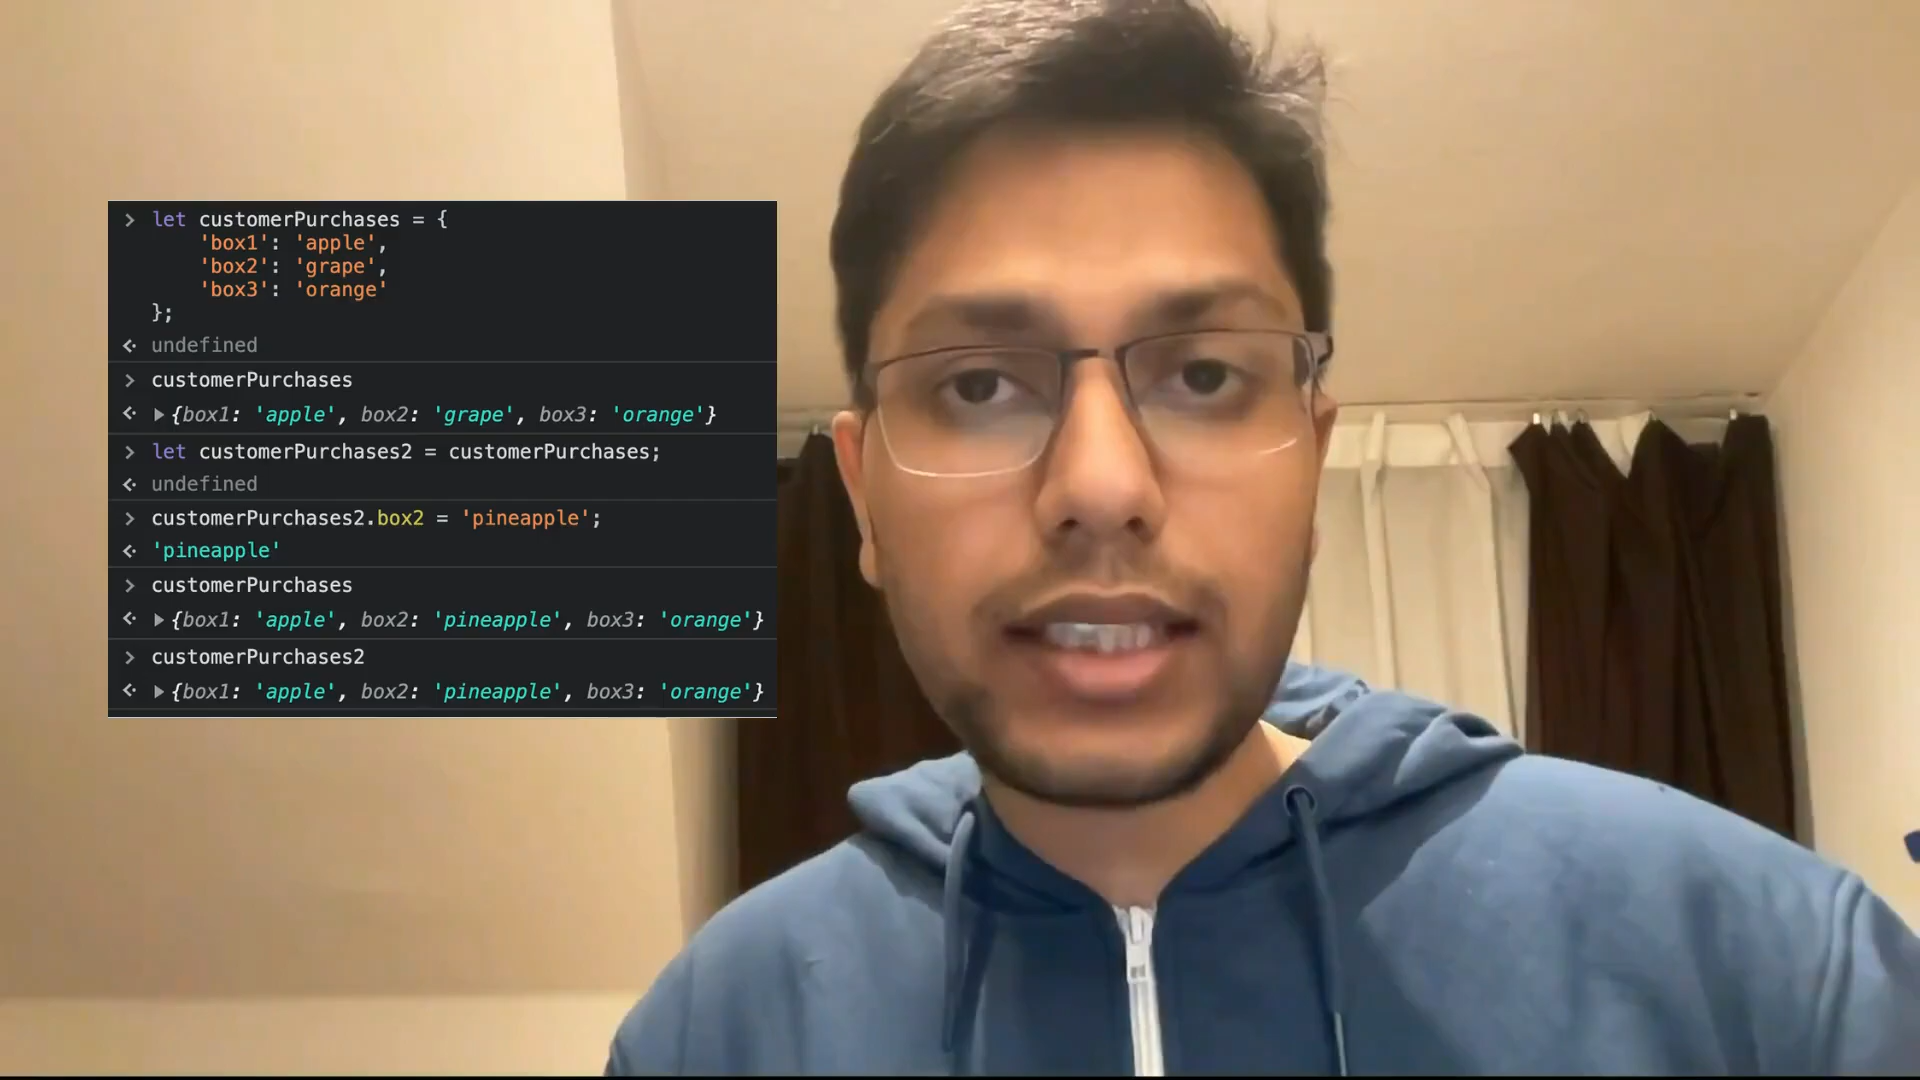 > let customerPurchases = {
'box1': 'apple',
'box2': 'grape',
'box3': 'orange'
};
undefined
> customerPurchases
{box1: 'apple', box2: 'grape', box3: 'orange'}
> let customerPurchases2 = customerPurchases;
undefined
> customerPurchases2.box2 = 'pineapple';
'pineapple'
> customerPurchases
{box1: 'apple', box2: 'pineapple', box3: 'orange'}
> customerPurchases2
{box1: 'apple', box2: 'pineapple', box3: 'orange'}